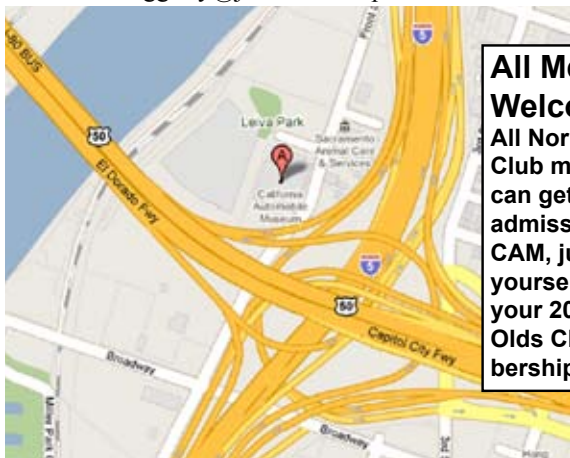 I-80 BUS
Front
5
50
Leiva Park
Sacramento
Animal Care
& Services
A
California
Automobile
Museum
El Dorado Fwy
5
50
Capitol City Fwy
Broadway
Broadway
3rd S
All Me
Welco
All Nor
Club m
can get
admiss
CAM, ju
yourse
your 20
Olds Cl
bership